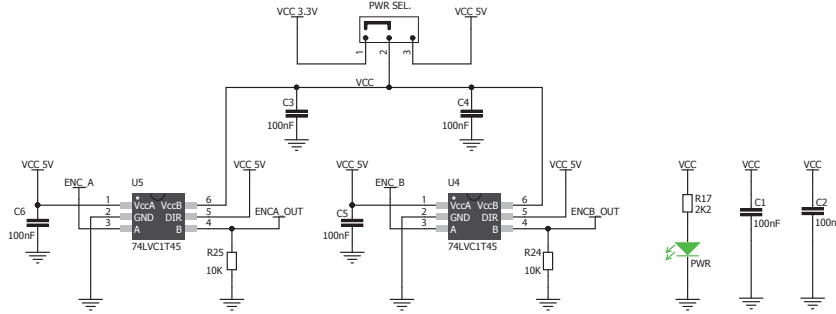 PWR SEL.
VCC 3.3V
VCC 5V
1
2
3
VCC
C3
100nF
C4
100nF
VCC 5V
ENC_A
U5
VCC 5V
1
2
3
VccA
GND
A
VccB
DIR
B
6
5
4
74LVC1T45
C6
100nF
ENCA_OUT
R25
10K
VCC 5V
ENC_B
U4
VCC 5V
1
2
3
VccA
GND
A
VccB
DIR
B
6
5
4
74LVC1T45
C5
100nF
ENCB_OUT
R24
10K
VCC
R17
2K2
PWR
VCC
C1
100nF
VCC
C2
100n